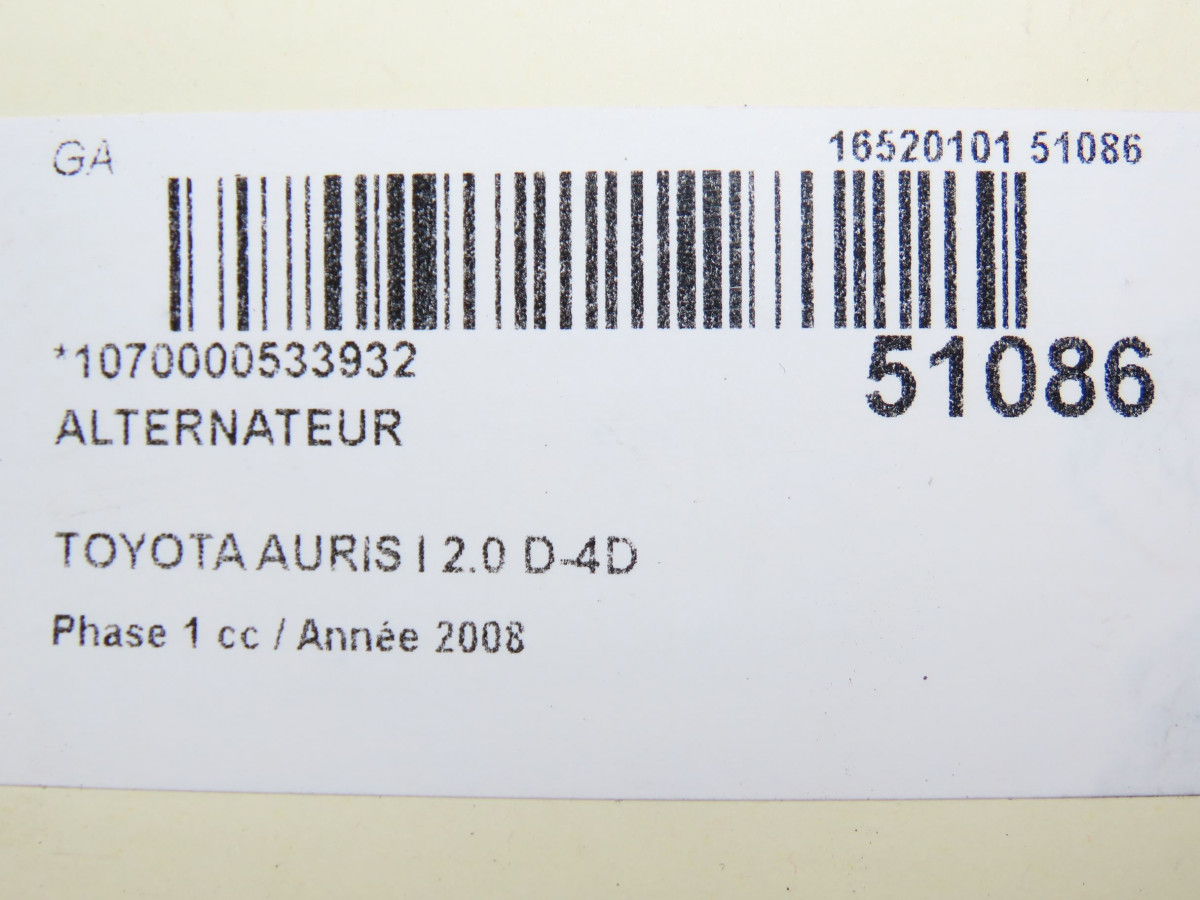 GA 16520101 51086
*1070000533932
51086
ALTERNATEUR
TOYOTA AURIS I 2.0 D-4D
Phase 1 cc / Année 2008